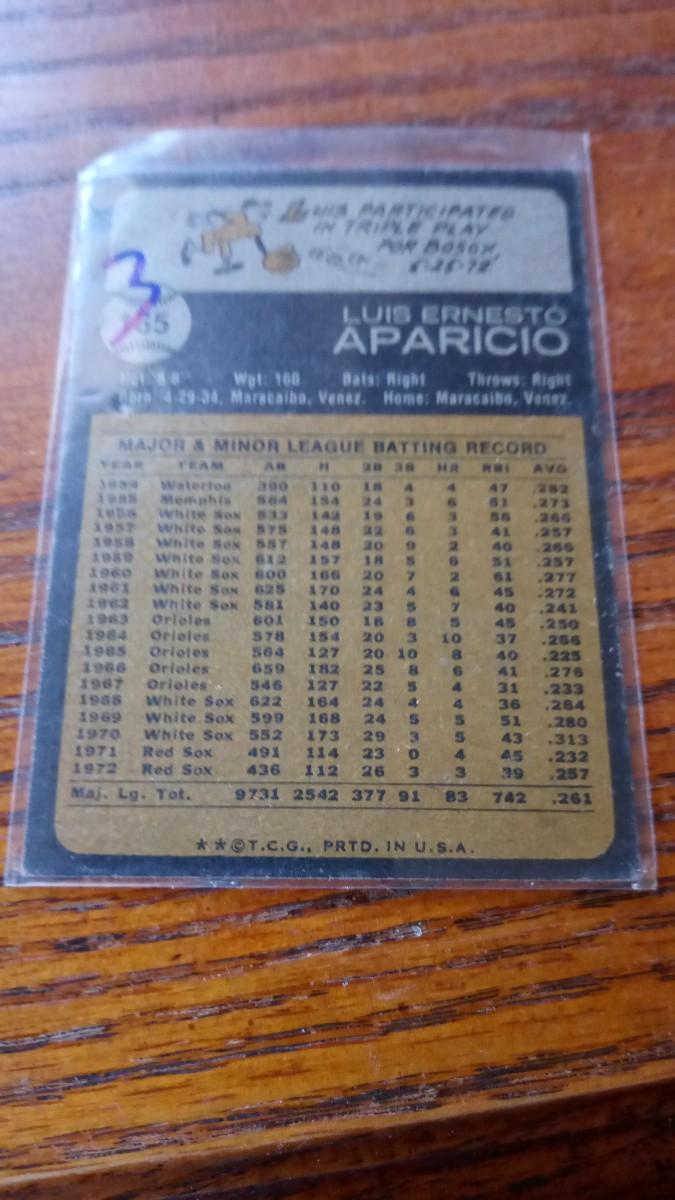 LUIS PARTICIPATED
IN TRIPLE PLAY
FOR BOSOX,
6-25-72
3
165
LUIS ERNESTO
APARICIO
Wgt: 160 Bats: Right Throws: Right
Born: 4-29-34, Maracaibo, Venez. Home: Maracaibo, Venez.
MAJOR & MINOR LEAGUE BATTING RECORD
YEAR TEAM AB H 2B 3B HR RBI AVG
1954 Waterloo 390 110 18 4 4 47 .282
1955 Memphis 564 154 24 3 6 51 .273
1956 White Sox 533 142 19 6 3 56 .266
1957 White Sox 575 148 22 6 3 41 .257
1958 White Sox 557 148 20 9 2 40 .266
1959 White Sox 612 157 18 5 6 51 .257
1960 White Sox 600 166 20 7 2 61 .277
1961 White Sox 625 170 24 4 6 45 .272
1962 White Sox 581 140 23 5 7 40 .241
1963 Orioles 601 150 18 8 5 45 .250
1964 Orioles 578 154 20 3 10 37 .266
1965 Orioles 564 127 20 10 8 40 .225
1966 Orioles 659 182 25 8 6 41 .276
1967 Orioles 546 127 22 5 4 31 .233
1968 White Sox 622 164 24 4 4 36 .264
1969 White Sox 599 168 24 5 5 51 .280
1970 White Sox 552 173 29 3 5 43 .313
1971 Red Sox 491 114 23 0 4 45 .232
1972 Red Sox 436 112 26 3 3 39 .257
Maj. Lg. Tot. 9731 2542 377 91 83 742 .261
**©T.C.G., PRTD. IN U.S.A.